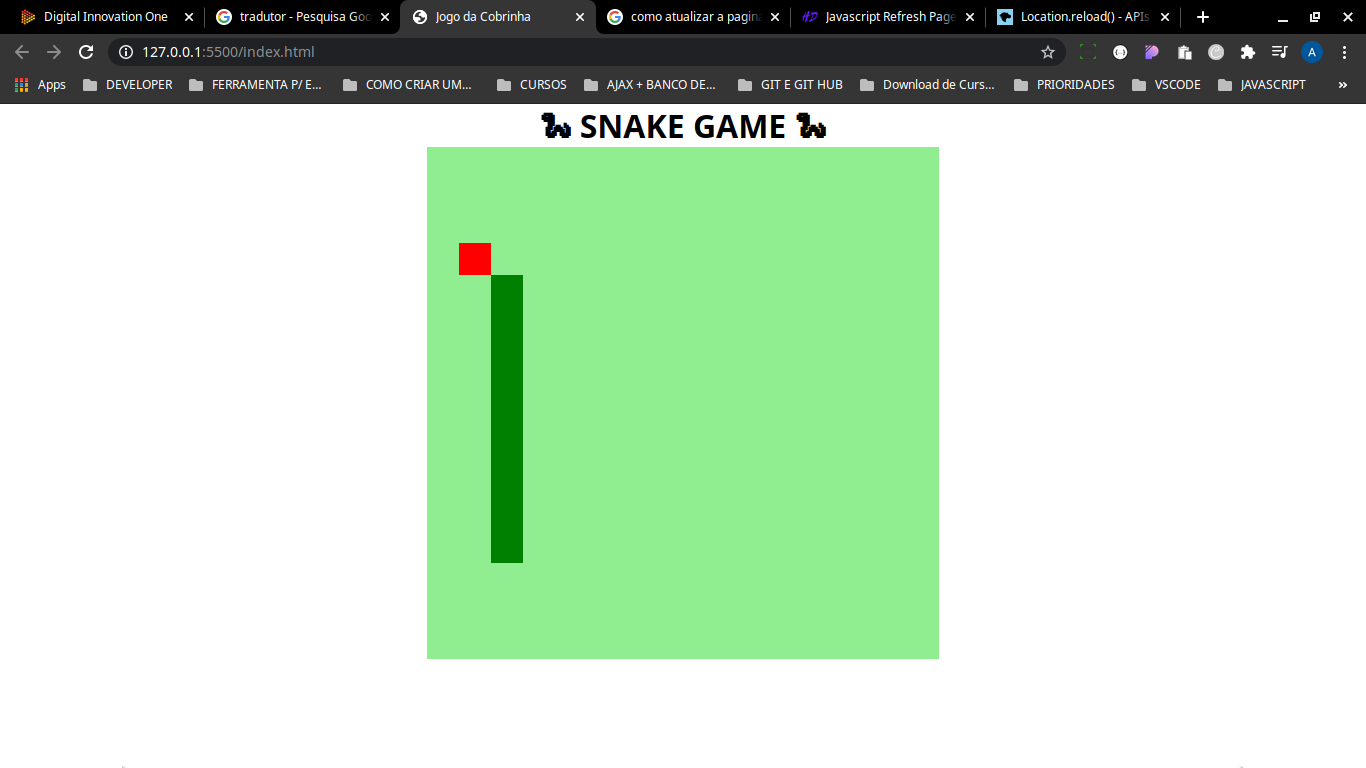 Digital Innovation One
tradutor - Pesquisa Goo
Jogo da Cobrinha
como atualizar a pagina
Javascript Refresh Page
Location.reload() - APIs
127.0.0.1:5500/index.html
A
Apps
DEVELOPER
FERRAMENTA P/ E...
COMO CRIAR UM...
CURSOS
AJAX + BANCO DE...
GIT E GIT HUB
Download de Curs...
PRIORIDADES
VSCODE
JAVASCRIPT
»
🐍 SNAKE GAME 🐍